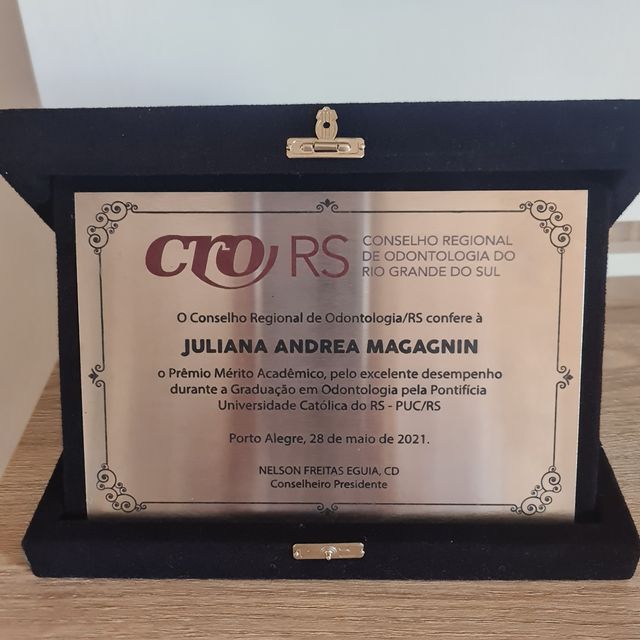 cro RS CONSELHO REGIONAL
DE ODONTOLOGIA DO
RIO GRANDE DO SUL
O Conselho Regional de Odontologia/RS confere à
JULIANA ANDREA MAGAGNIN
o Prêmio Mérito Acadêmico, pelo excelente desempenho
durante a Graduação em Odontologia pela Pontifícia
Universidade Católica do RS - PUC/RS
Porto Alegre, 28 de maio de 2021.
NELSON FREITAS EGUIA, CD
Conselheiro Presidente